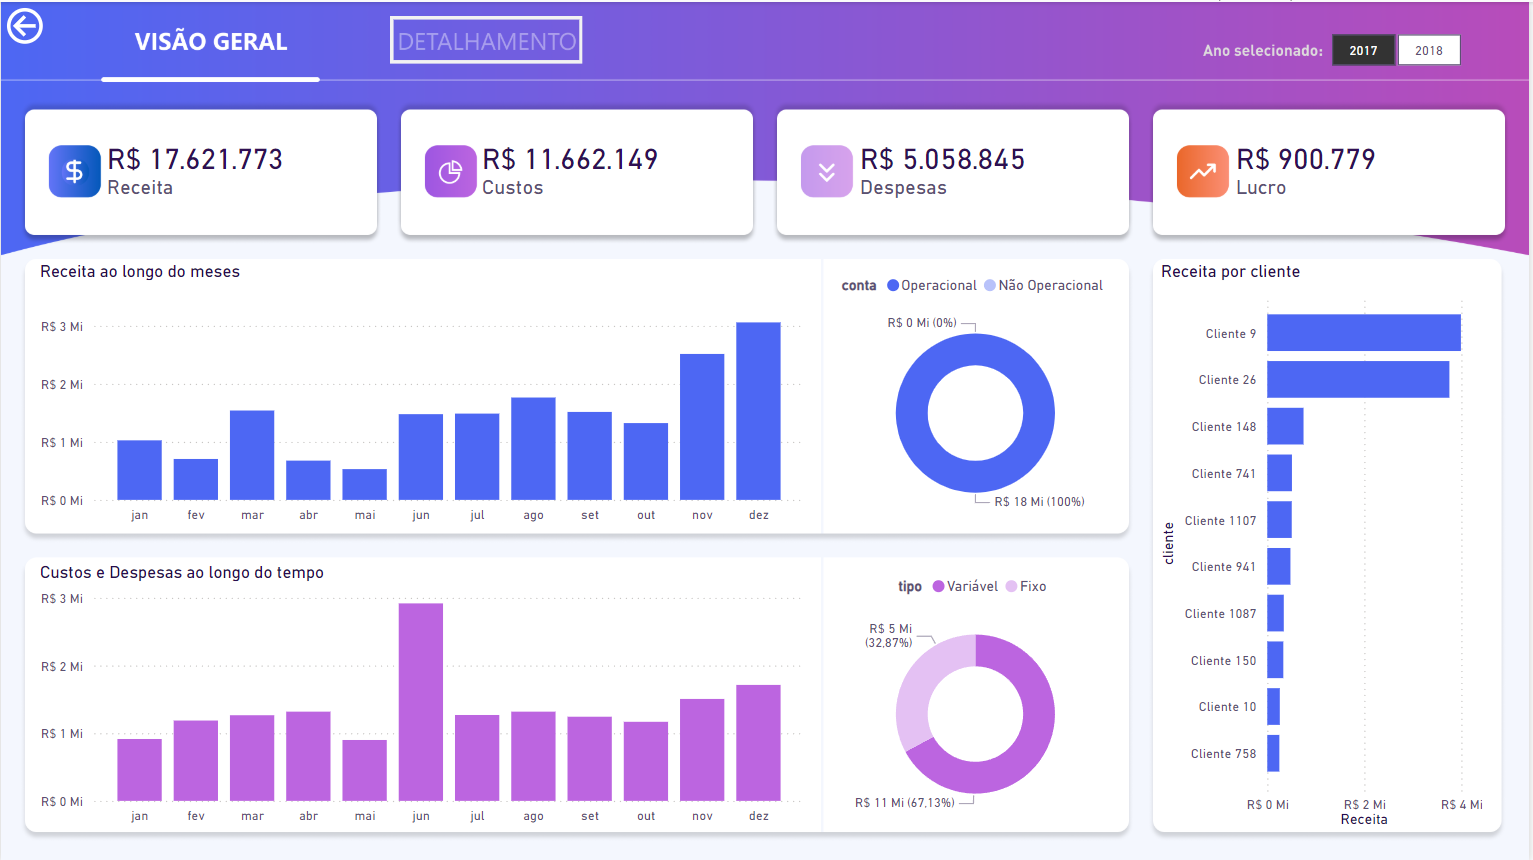 VISÃO GERAL
DETALHAMENTO
Ano selecionado:
2017
2018
R$ 17.621.773
Receita
R$ 11.662.149
Custos
R$ 5.058.845
Despesas
R$ 900.779
Lucro
Receita ao longo do meses
R$ 3 Mi
R$ 2 Mi
R$ 1 Mi
R$ 0 Mi
jan fev mar abr mai jun jul ago set out nov dez
conta Operacional Não Operacional
R$ 0 Mi (0%)
R$ 18 Mi (100%)
Custos e Despesas ao longo do tempo
R$ 3 Mi
R$ 2 Mi
R$ 1 Mi
R$ 0 Mi
jan fev mar abr mai jun jul ago set out nov dez
tipo Variável Fixo
R$ 5 Mi
(32,87%)
R$ 11 Mi (67,13%)
Receita por cliente
cliente
Cliente 9
Cliente 26
Cliente 148
Cliente 741
Cliente 1107
Cliente 941
Cliente 1087
Cliente 150
Cliente 10
Cliente 758
R$ 0 Mi R$ 2 Mi R$ 4 Mi
Receita